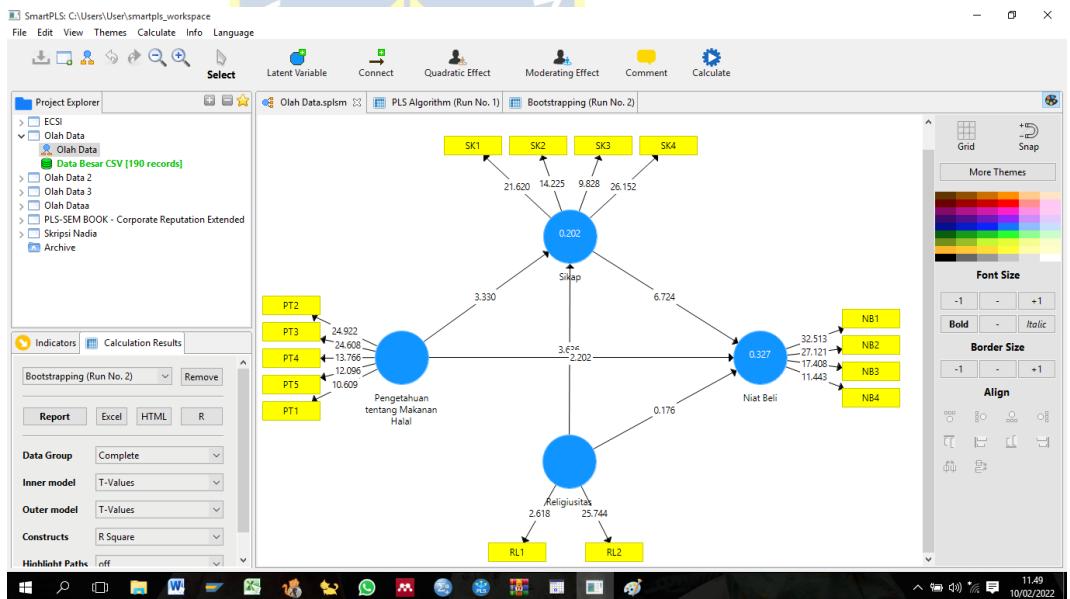 SmartPLS: C:\Users\User\smartpls_workspace
File Edit View Themes Calculate Info Language
Select
Latent Variable
Connect
Quadratic Effect
Moderating Effect
Comment
Calculate
Project Explorer
ECSI
Olah Data
Olah Data
Data Besar CSV [190 records]
Olah Data 2
Olah Data 3
Olah Dataa
PLS-SEM BOOK - Corporate Reputation Extended
Skripsi Nadia
Archive
Indicators
Calculation Results
Bootstrapping (Run No. 2)
Remove
Report
Excel
HTML
R
Data Group
Complete
Inner model
T-Values
Outer model
T-Values
Constructs
R Square
Highlight Paths
off
Olah Data.splsm
PLS Algorithm (Run No. 1)
Bootstrapping (Run No. 2)
SK1
SK2
SK3
SK4
21.620
14.225
9.828
26.152
0.202
Sikap
3.330
6.724
PT2
PT3
PT4
PT5
PT1
24.922
24.608
13.766
12.096
10.609
Pengetahuan
tentang Makanan
Halal
2.202
0.327
Niat Beli
32.513
27.121
17.408
11.443
NB1
NB2
NB3
NB4
0.176
Religiusitas
2.618
25.744
RL1
RL2
Grid
Snap
More Themes
Font Size
-1
-
+1
Bold
-
Italic
Border Size
-1
-
+1
Align
11.49
10/02/2022